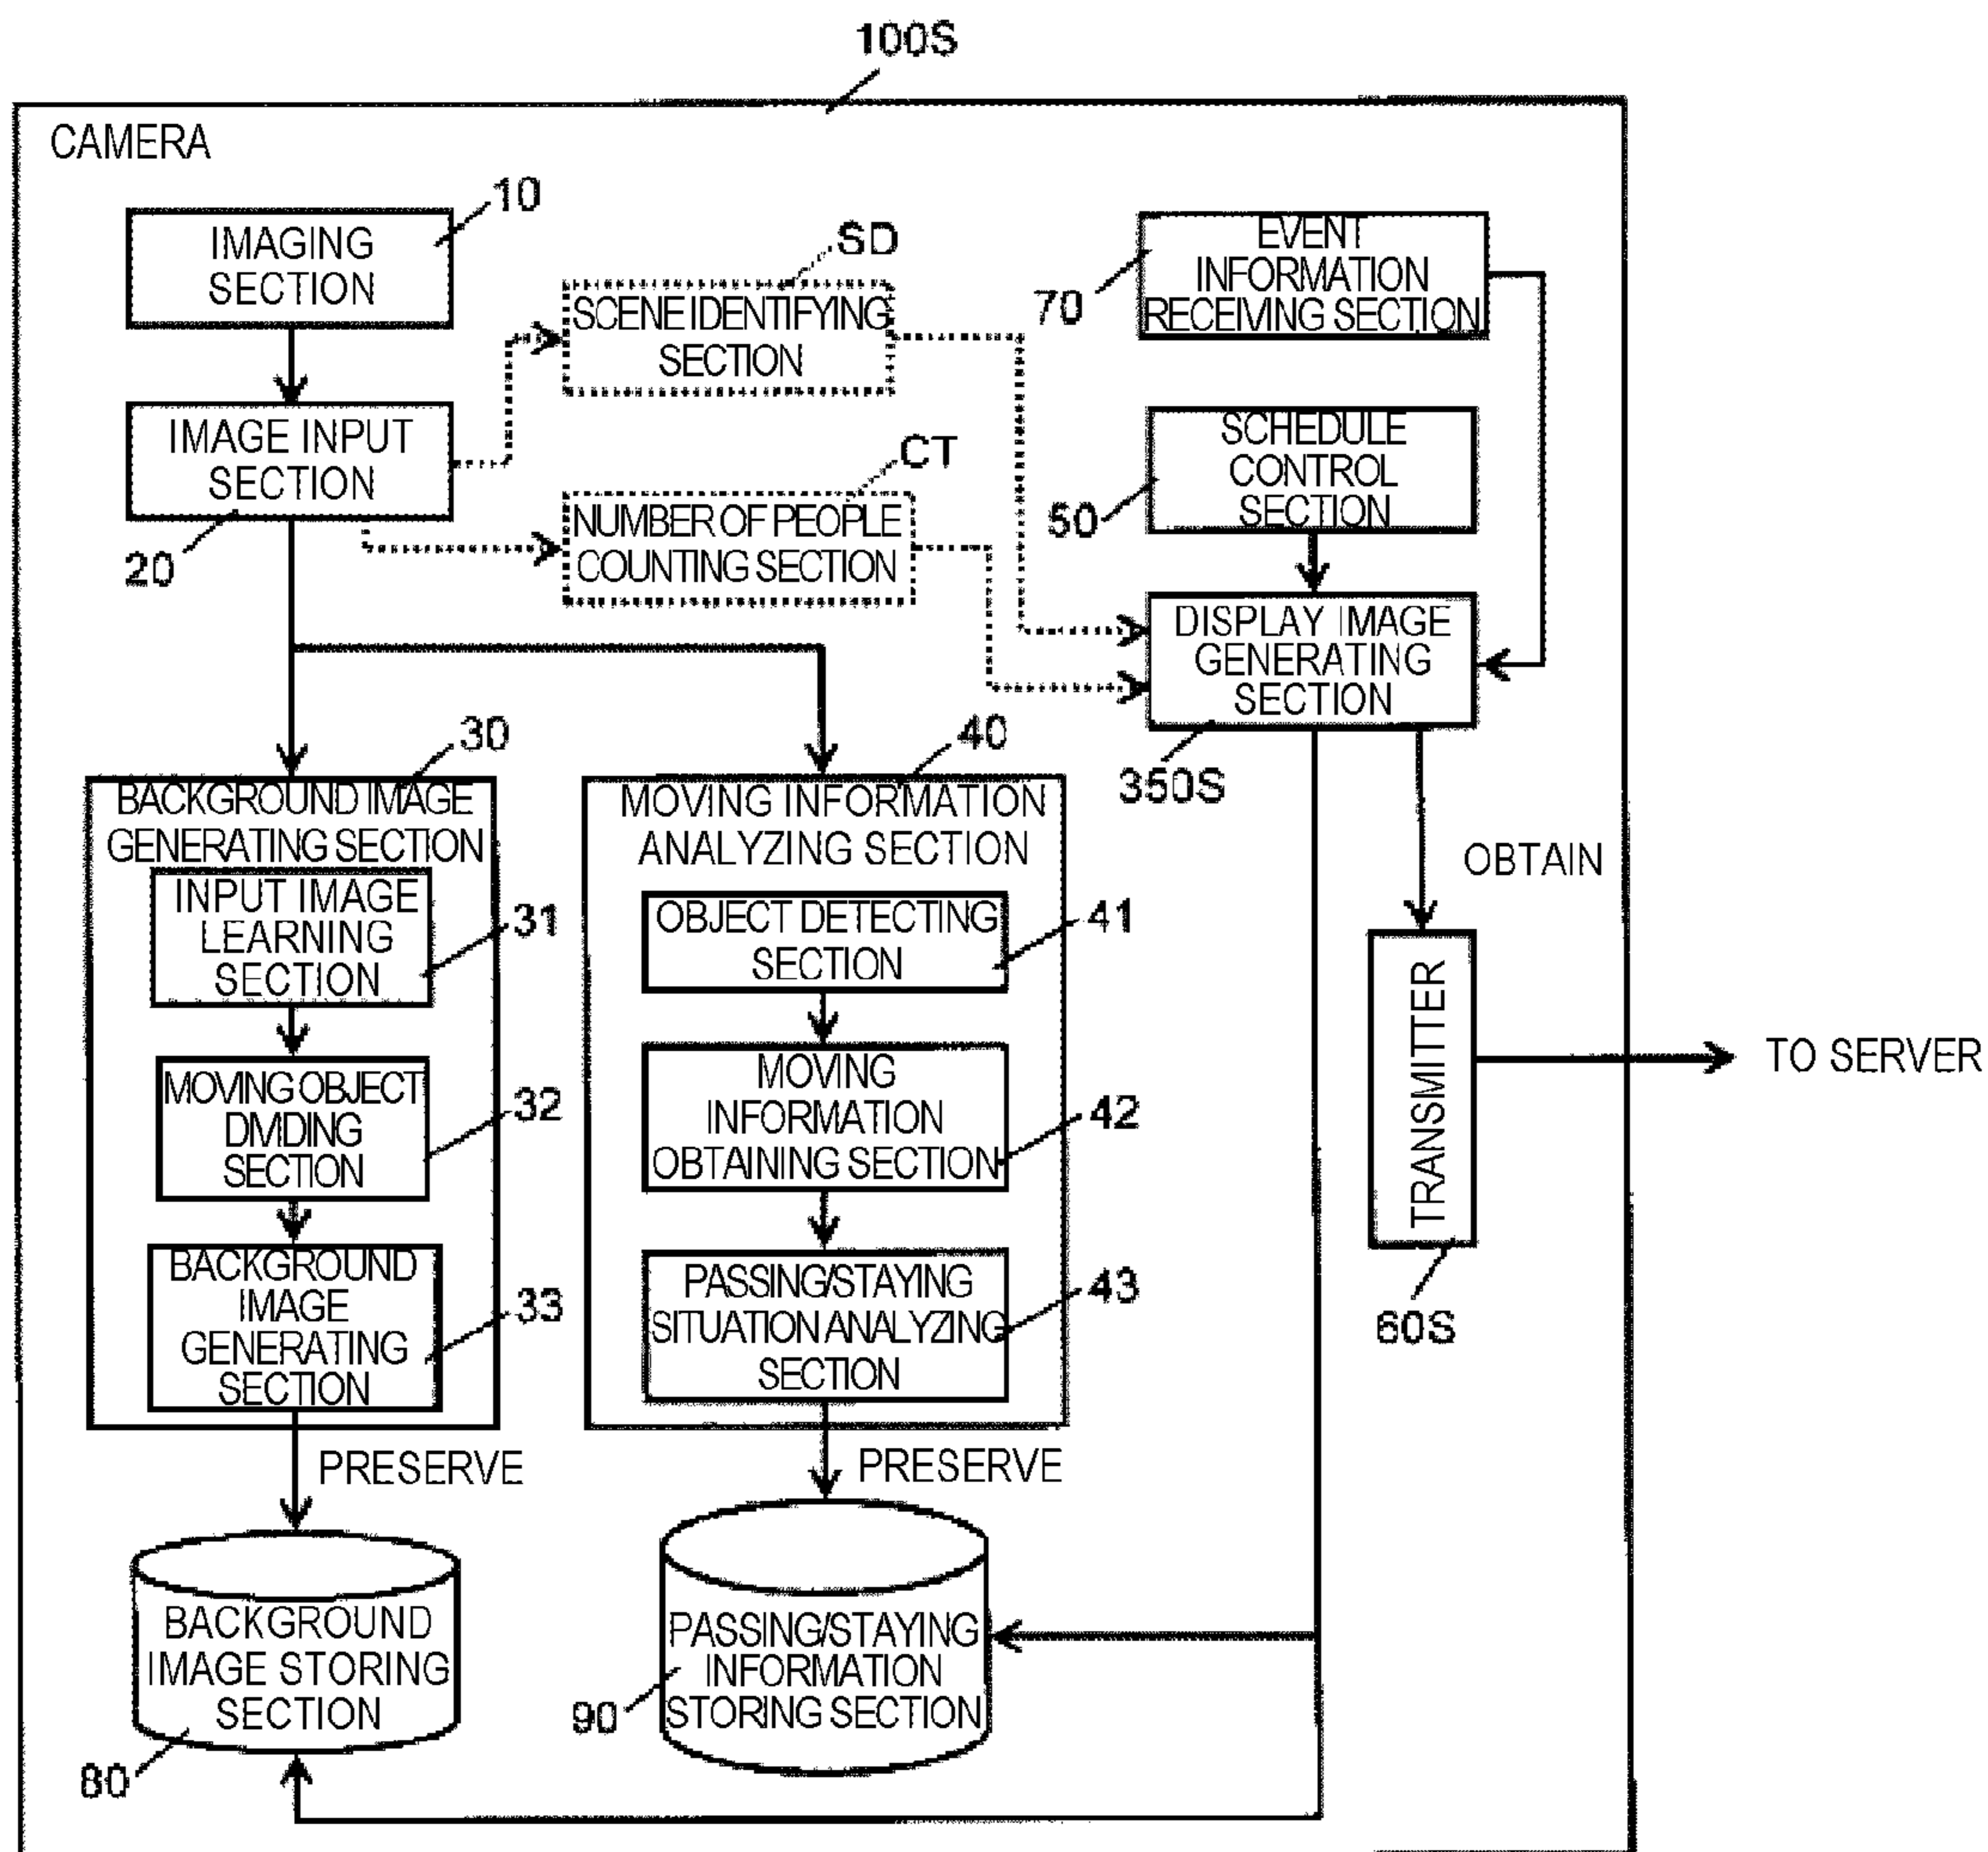 100S
CAMERA
10
IMAGING
SECTION
SD
SCENE IDENTIFYING
SECTION
EVENT
INFORMATION
RECEIVING SECTION
70
IMAGE INPUT
SECTION
20
CT
NUMBER OF PEOPLE
COUNTING SECTION
SCHEDULE
CONTROL
SECTION
50
DISPLAY IMAGE
GENERATING
SECTION
350S
30
BACKGROUND IMAGE
GENERATING SECTION
INPUT IMAGE
LEARNING
SECTION
31
MOVING OBJECT
DIVIDING
SECTION
32
BACKGROUND
IMAGE
GENERATING
SECTION
33
40
MOVING INFORMATION
ANALYZING SECTION
OBJECT DETECTING
SECTION
41
MOVING
INFORMATION
OBTAINING SECTION
42
PASSING/STAYING
SITUATION ANALYZING
SECTION
43
OBTAIN
TRANSMITTER
60S
TO SERVER
PRESERVE
PRESERVE
BACKGROUND
IMAGE STORING
SECTION
80
PASSING/STAYING
INFORMATION
STORING SECTION
90